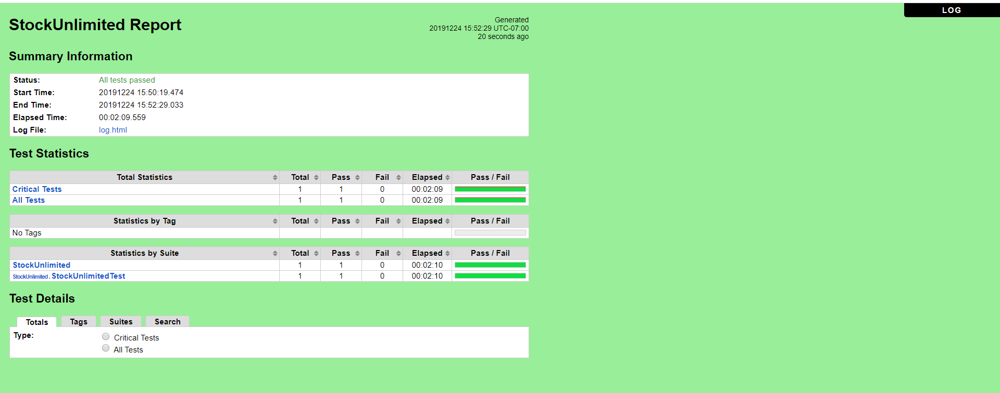 LOG
StockUnlimited Report
Generated
20191224 15:52:29 UTC-07:00
20 seconds ago
Summary Information
Status: All tests passed
Start Time: 20191224 15:50:19.474
End Time: 20191224 15:52:29.033
Elapsed Time: 00:02:09.559
Log File: log.html
Test Statistics
Total Statistics Total Pass Fail Elapsed Pass / Fail
Critical Tests 1 1 0 00:02:09
All Tests 1 1 0 00:02:09
Statistics by Tag Total Pass Fail Elapsed Pass / Fail
No Tags
Statistics by Suite Total Pass Fail Elapsed Pass / Fail
StockUnlimited 1 1 0 00:02:10
StockUnlimited . StockUnlimitedTest 1 1 0 00:02:10
Test Details
Totals Tags Suites Search
Type: Critical Tests
All Tests